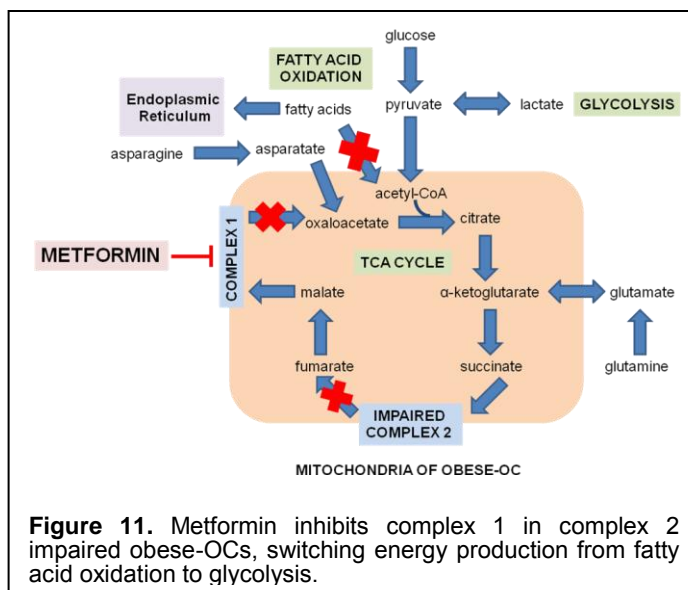 glucose
FATTY ACID
OXIDATION
Endoplasmic
Reticulum
fatty acids
pyruvate
lactate
GLYCOLYSIS
asparagine
asparatate
acetyl-CoA
COMPLEX 1
oxaloacetate
citrate
METFORMIN
TCA CYCLE
malate
α-ketoglutarate
glutamate
fumarate
succinate
glutamine
IMPAIRED
COMPLEX 2
MITOCHONDRIA OF OBESE-OC
Figure 11. Metformin inhibits complex 1 in complex 2
impaired obese-OCs, switching energy production from fatty
acid oxidation to glycolysis.